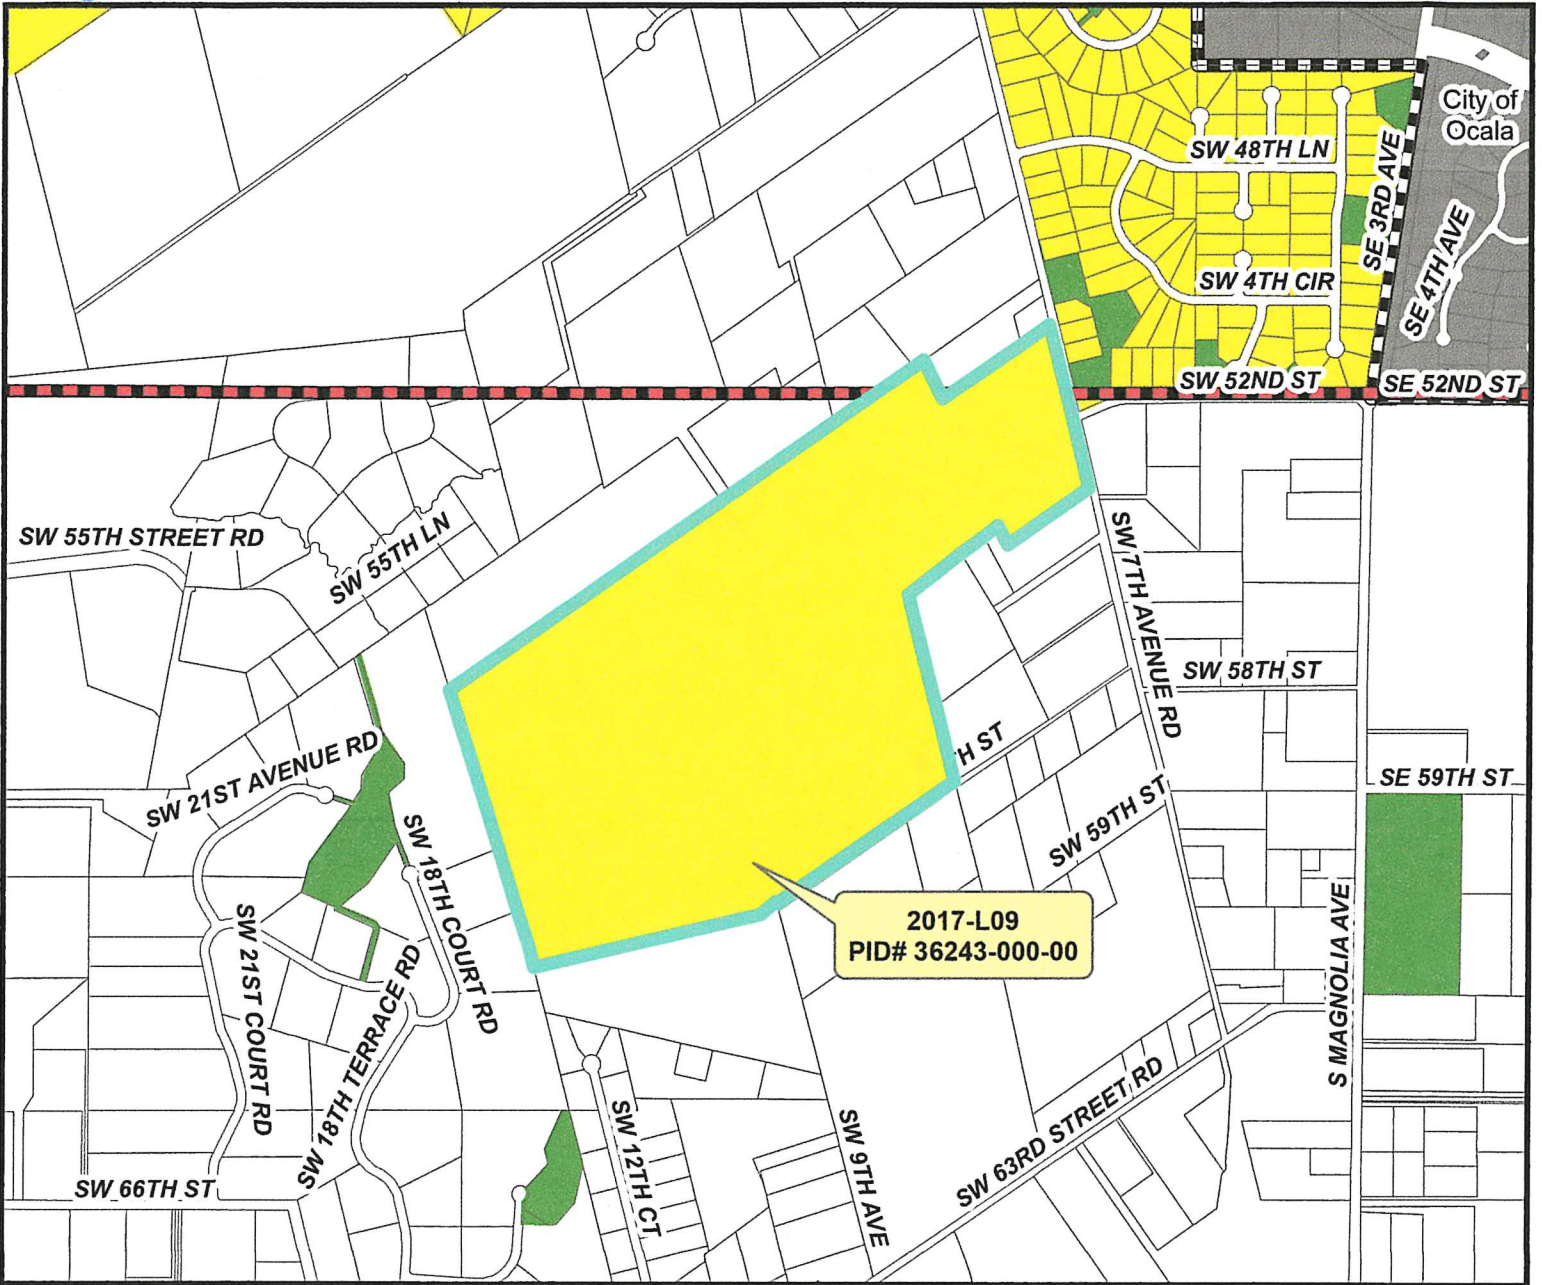 City of
Ocala
SW 48TH LN
SE 3RD AVE
SE 4TH AVE
SW 4TH CIR
SW 52ND ST
SE 52ND ST
SW 55TH STREET RD
SW 55TH LN
SW 7TH AVENUE RD
SW 58TH ST
TH ST
SW 21ST AVENUE RD
SE 59TH ST
SW 59TH ST
SW 18TH COURT RD
2017-L09
PID# 36243-000-00
S MAGNOLIA AVE
SW 21ST COURT RD
SW 18TH TERRACE RD
SW 12TH CT
SW 9TH AVE
SW 63RD STREET RD
SW 66TH ST